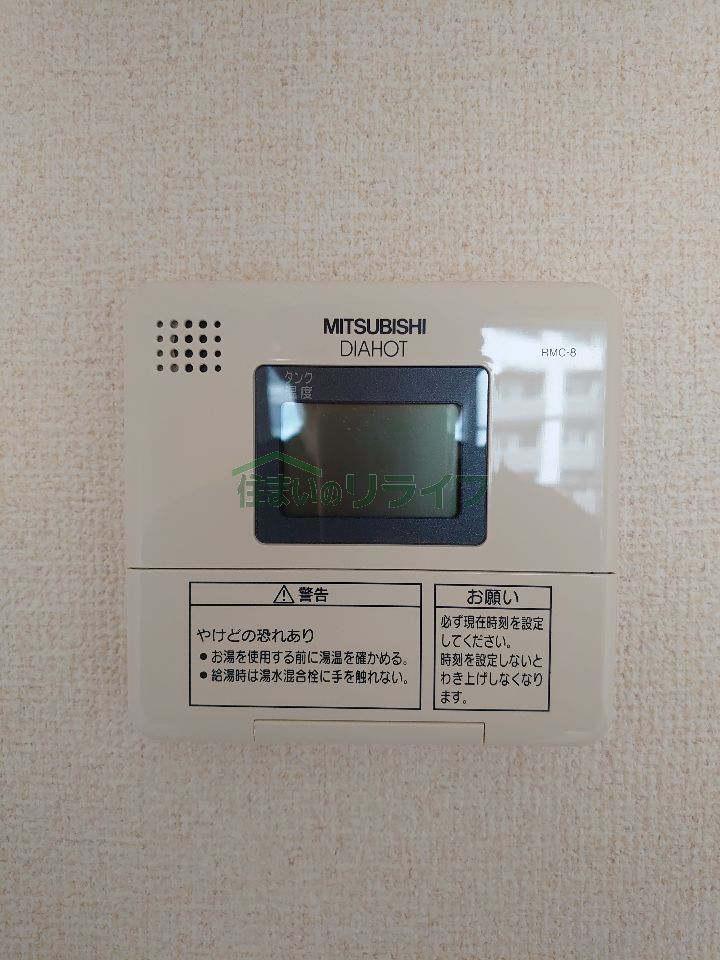 MITSUBISHI
DIAHOT
RMC-8
タンク
温度
住まいのリライフ
⚠警告
やけどの恐れあり
●お湯を使用する前に湯温を確かめる。
●給湯時は湯水混合栓に手を触れない。
お願い
必ず現在時刻を設定
してください。
時刻を設定しないと
わき上げしなくなり
ます。